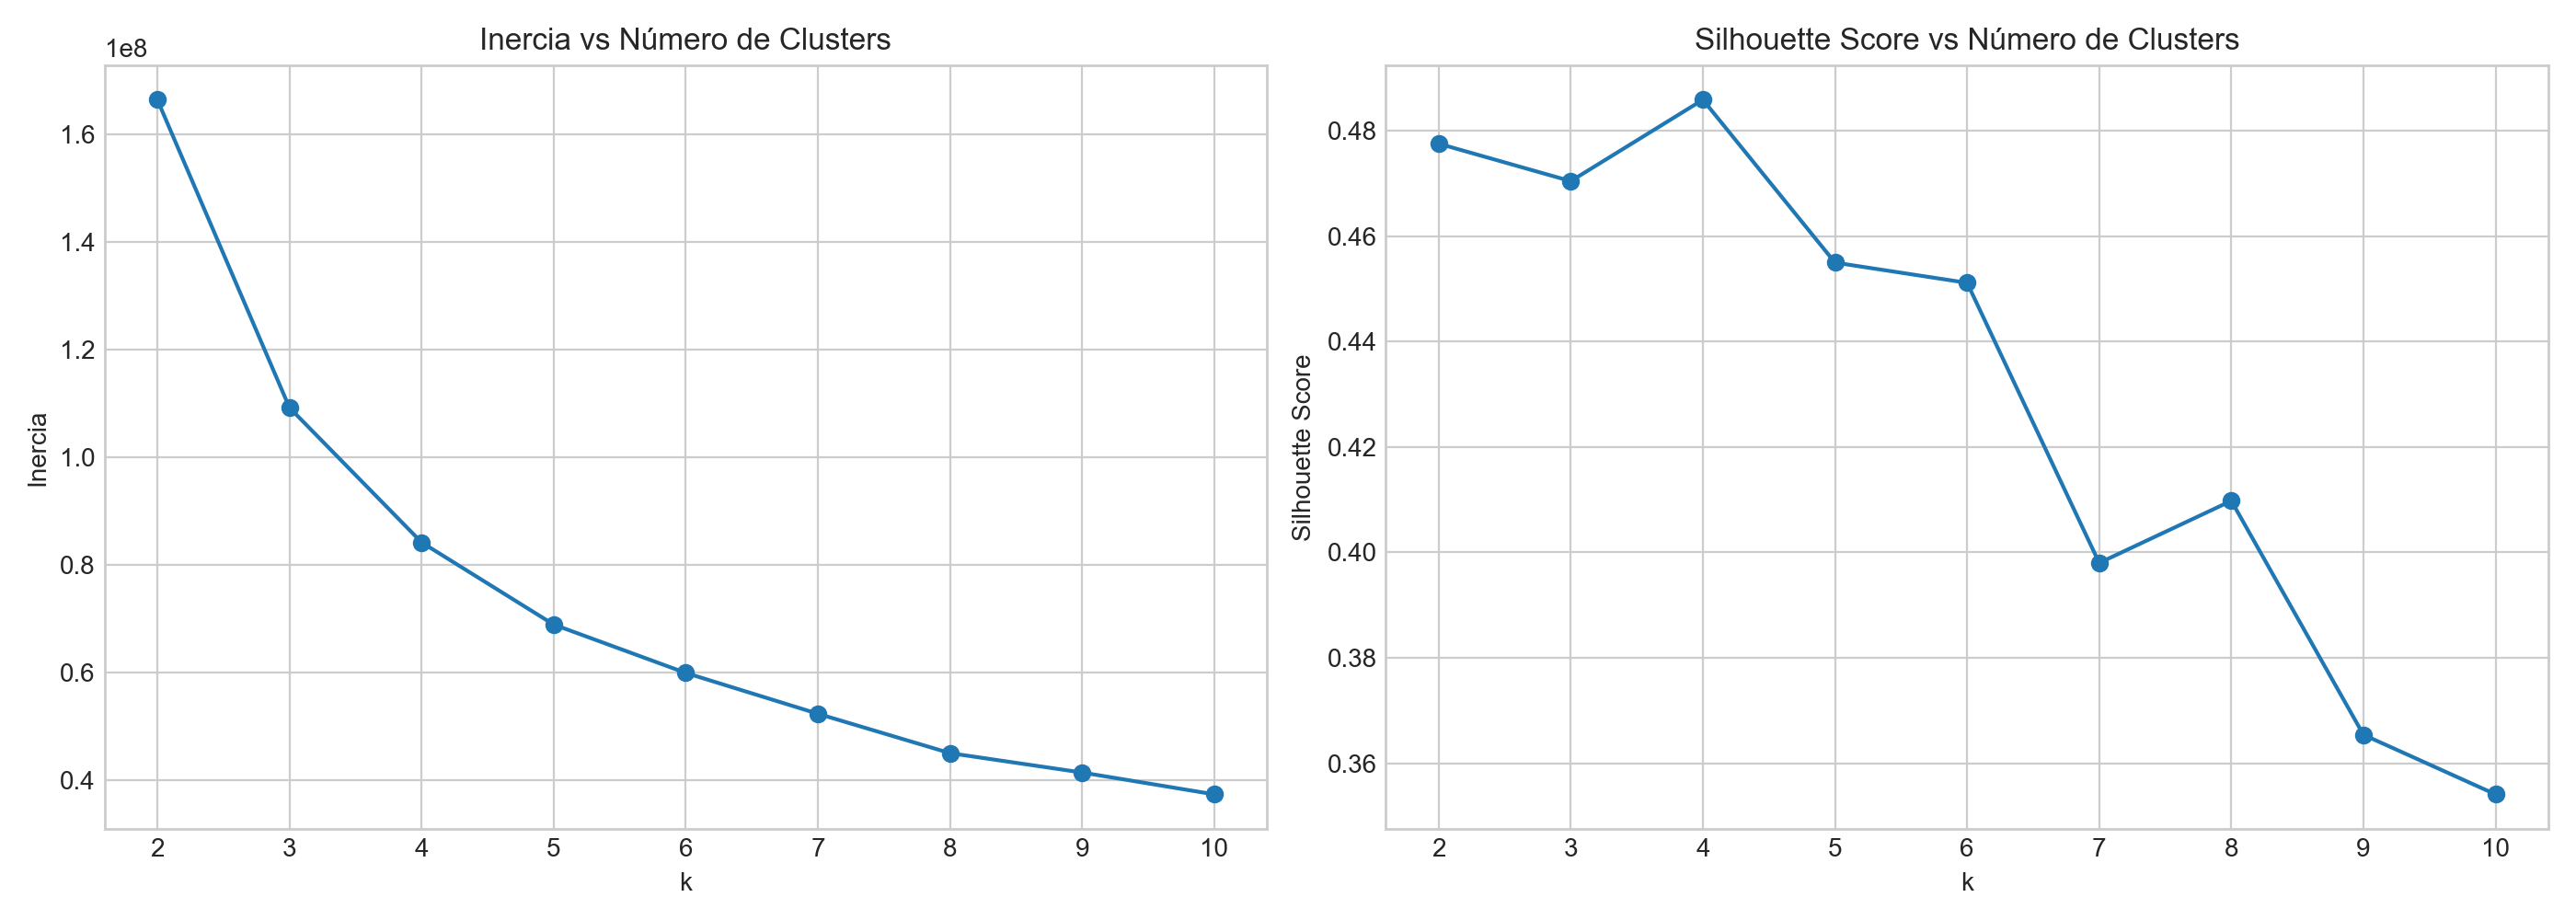 Inercia vs Número de Clusters
1e8
1.6
1.4
1.2
1.0
0.8
0.6
0.4
Inercia
2 3 4 5 6 7 8 9 10
k
Silhouette Score vs Número de Clusters
0.48
0.46
0.44
0.42
0.40
0.38
0.36
Silhouette Score
2 3 4 5 6 7 8 9 10
k